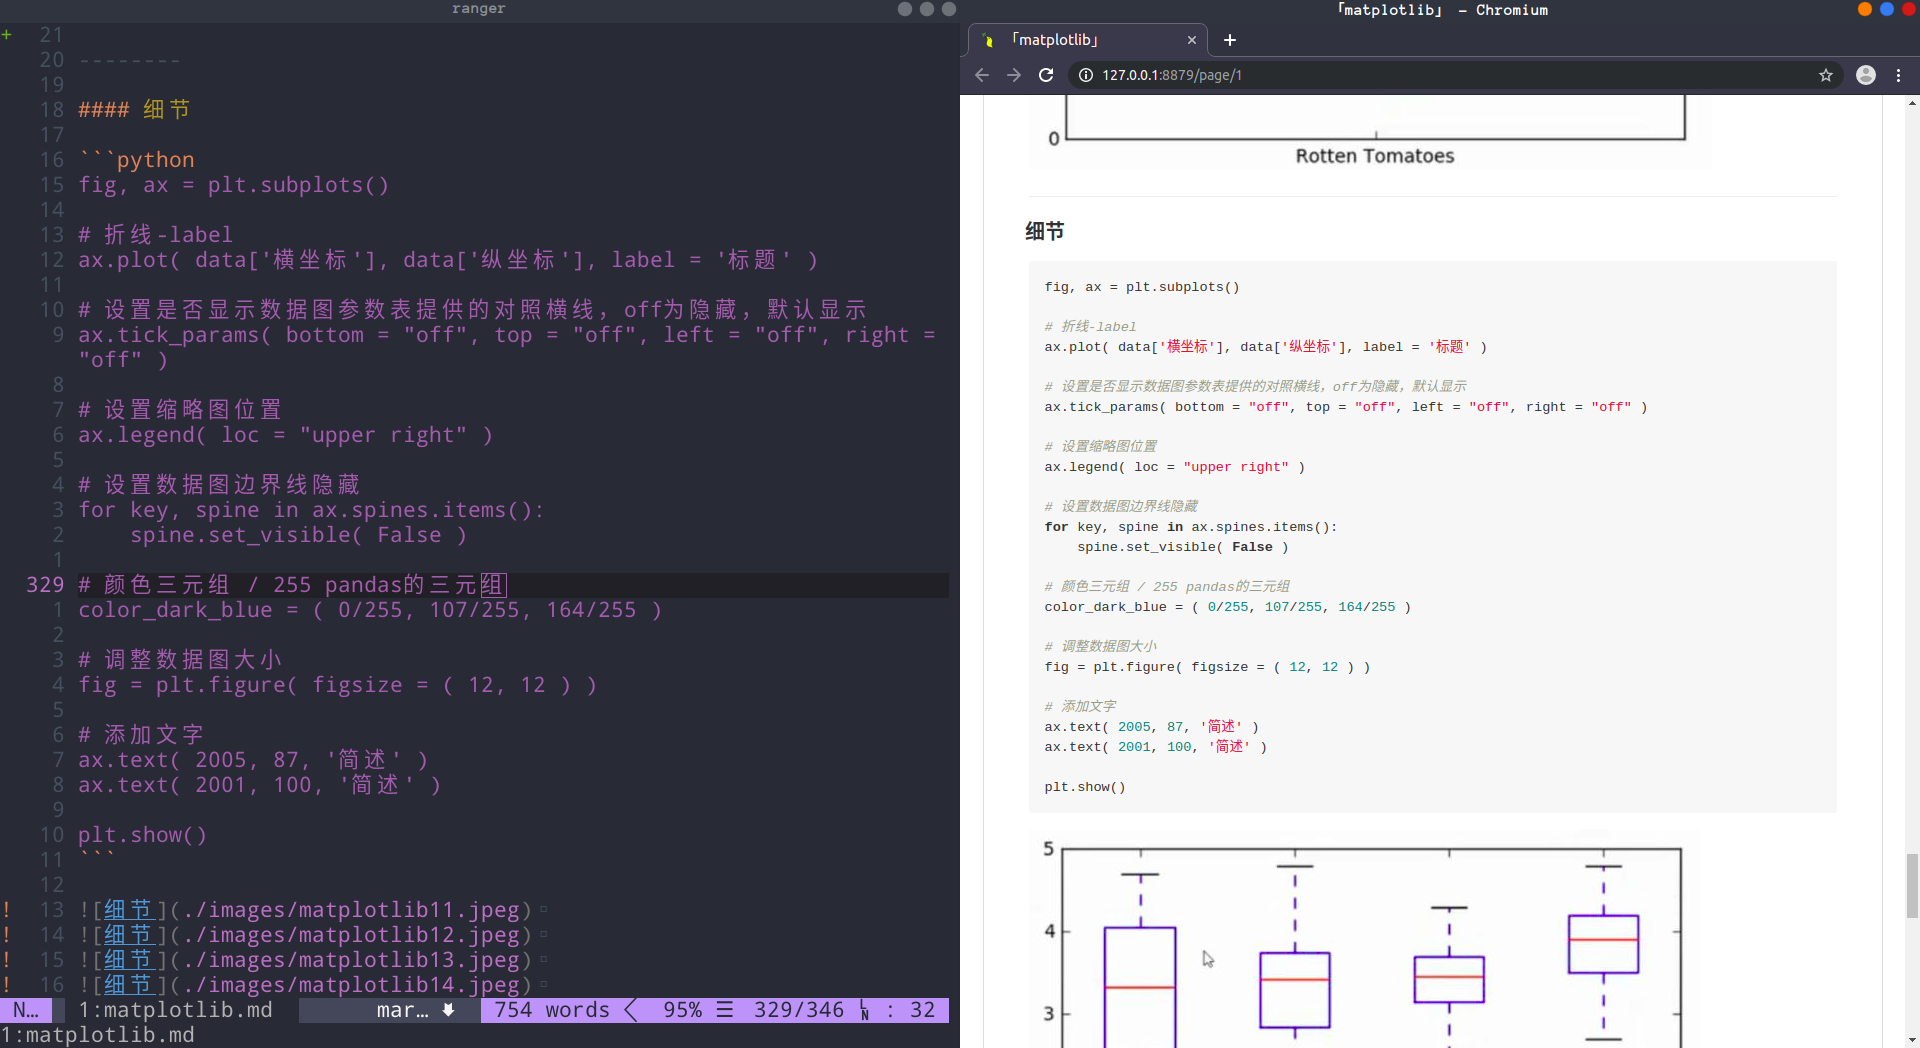 ranger
+ 21
20 --------
19
18 #### 细节
17
16 ```python
15 fig, ax = plt.subplots()
14
13 # 折线-label
12 ax.plot( data['横坐标'], data['纵坐标'], label = '标题' )
11
10 # 设置是否显示数据图参数表提供的对照横线，off为隐藏，默认显示
9 ax.tick_params( bottom = "off", top = "off", left = "off", right =
"off" )
8
7 # 设置缩略图位置
6 ax.legend( loc = "upper right" )
5
4 # 设置数据图边界线隐藏
3 for key, spine in ax.spines.items():
2     spine.set_visible( False )
1
329 # 颜色三元组 / 255 pandas的三元组
1 color_dark_blue = ( 0/255, 107/255, 164/255 )
2
3 # 调整数据图大小
4 fig = plt.figure( figsize = ( 12, 12 ) )
5
6 # 添加文字
7 ax.text( 2005, 87, '简述' )
8 ax.text( 2001, 100, '简述' )
9
10 plt.show()
11 ```
12
! 13 ![细节](./images/matplotlib11.jpeg)
! 14 ![细节](./images/matplotlib12.jpeg)
! 15 ![细节](./images/matplotlib13.jpeg)
! 16 ![细节](./images/matplotlib14.jpeg)
N… 1:matplotlib.md mar… 754 words 95% ☰ 329/346 LN : 32
1:matplotlib.md
「matplotlib」 - Chromium
「matplotlib」
127.0.0.1:8879/page/1
0
Rotten Tomatoes
细节
fig, ax = plt.subplots()
# 折线-label
ax.plot( data['横坐标'], data['纵坐标'], label = '标题' )
# 设置是否显示数据图参数表提供的对照横线，off为隐藏，默认显示
ax.tick_params( bottom = "off", top = "off", left = "off", right = "off" )
# 设置缩略图位置
ax.legend( loc = "upper right" )
# 设置数据图边界线隐藏
for key, spine in ax.spines.items():
    spine.set_visible( False )
# 颜色三元组 / 255 pandas的三元组
color_dark_blue = ( 0/255, 107/255, 164/255 )
# 调整数据图大小
fig = plt.figure( figsize = ( 12, 12 ) )
# 添加文字
ax.text( 2005, 87, '简述' )
ax.text( 2001, 100, '简述' )
plt.show()
5
4
3